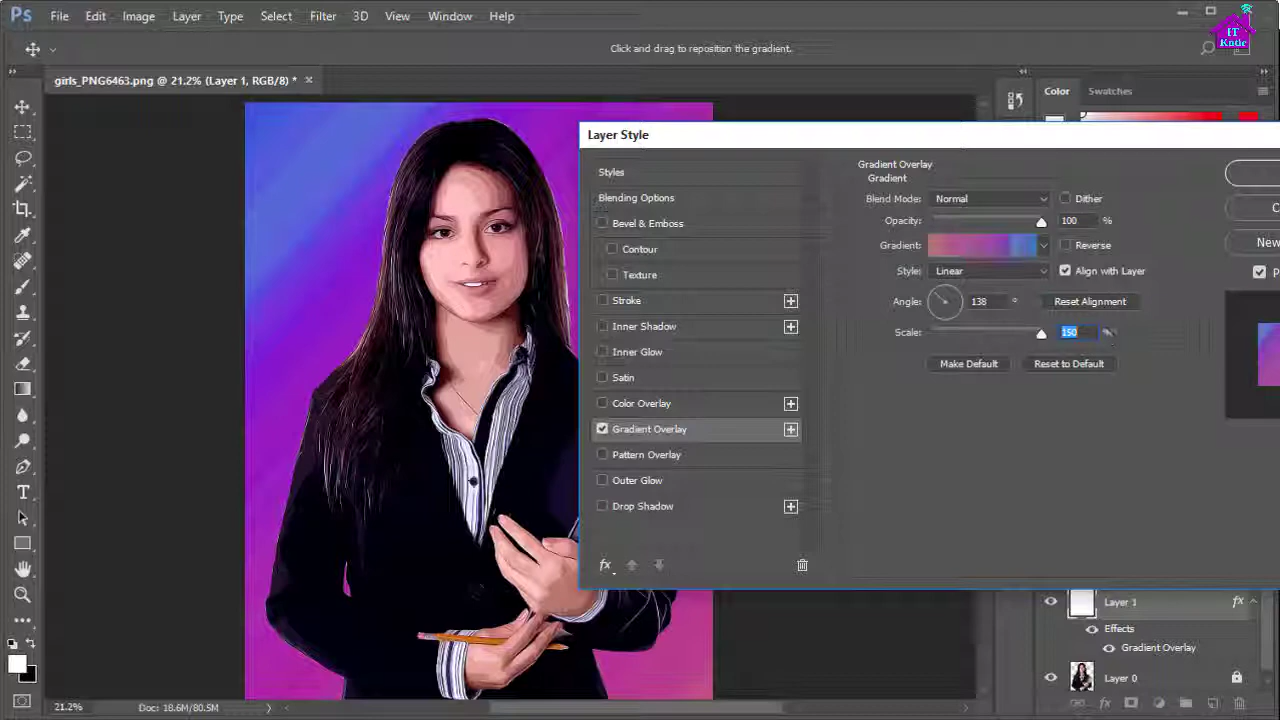 Ps File Edit Image Layer Type Select Filter 3D View Window Help
IT
Click and drag to reposition the gradient.
girls_PNG6463.png @ 21.2% (Layer 1, RGB/8) *
Color Swatches
Layer Style
Styles
Blending Options
Bevel & Emboss
Contour
Texture
Stroke
Inner Shadow
Inner Glow
Satin
Color Overlay
Gradient Overlay
Pattern Overlay
Outer Glow
Drop Shadow
fx
Gradient Overlay
Gradient
Blend Mode: Normal Dither
Opacity: 100 %
Gradient: Reverse
Style: Linear Align with Layer
Angle: 138 ° Reset Alignment
Scale: 150 %
Make Default Reset to Default
New
Layer 1 fx
Effects
Gradient Overlay
Layer 0
fx
21.2% Doc: 18.6M/80.5M